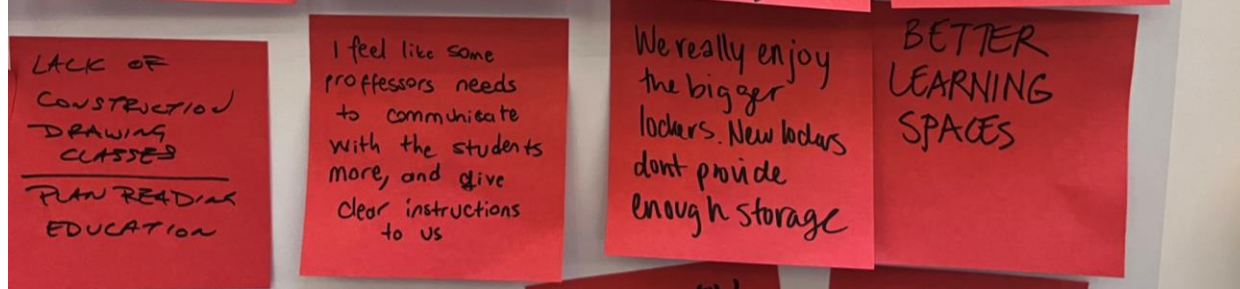 LACK OF
CONSTRUCTION
DRAWING
CLASSES
PLAN READING
EDUCATION
I feel like some
proffessors needs
to communicate
with the students
more, and give
clear instructions
to us
We really enjoy
the bigger
lockers. New lockers
dont provide
enough storage
BETTER
LEARNING
SPACES